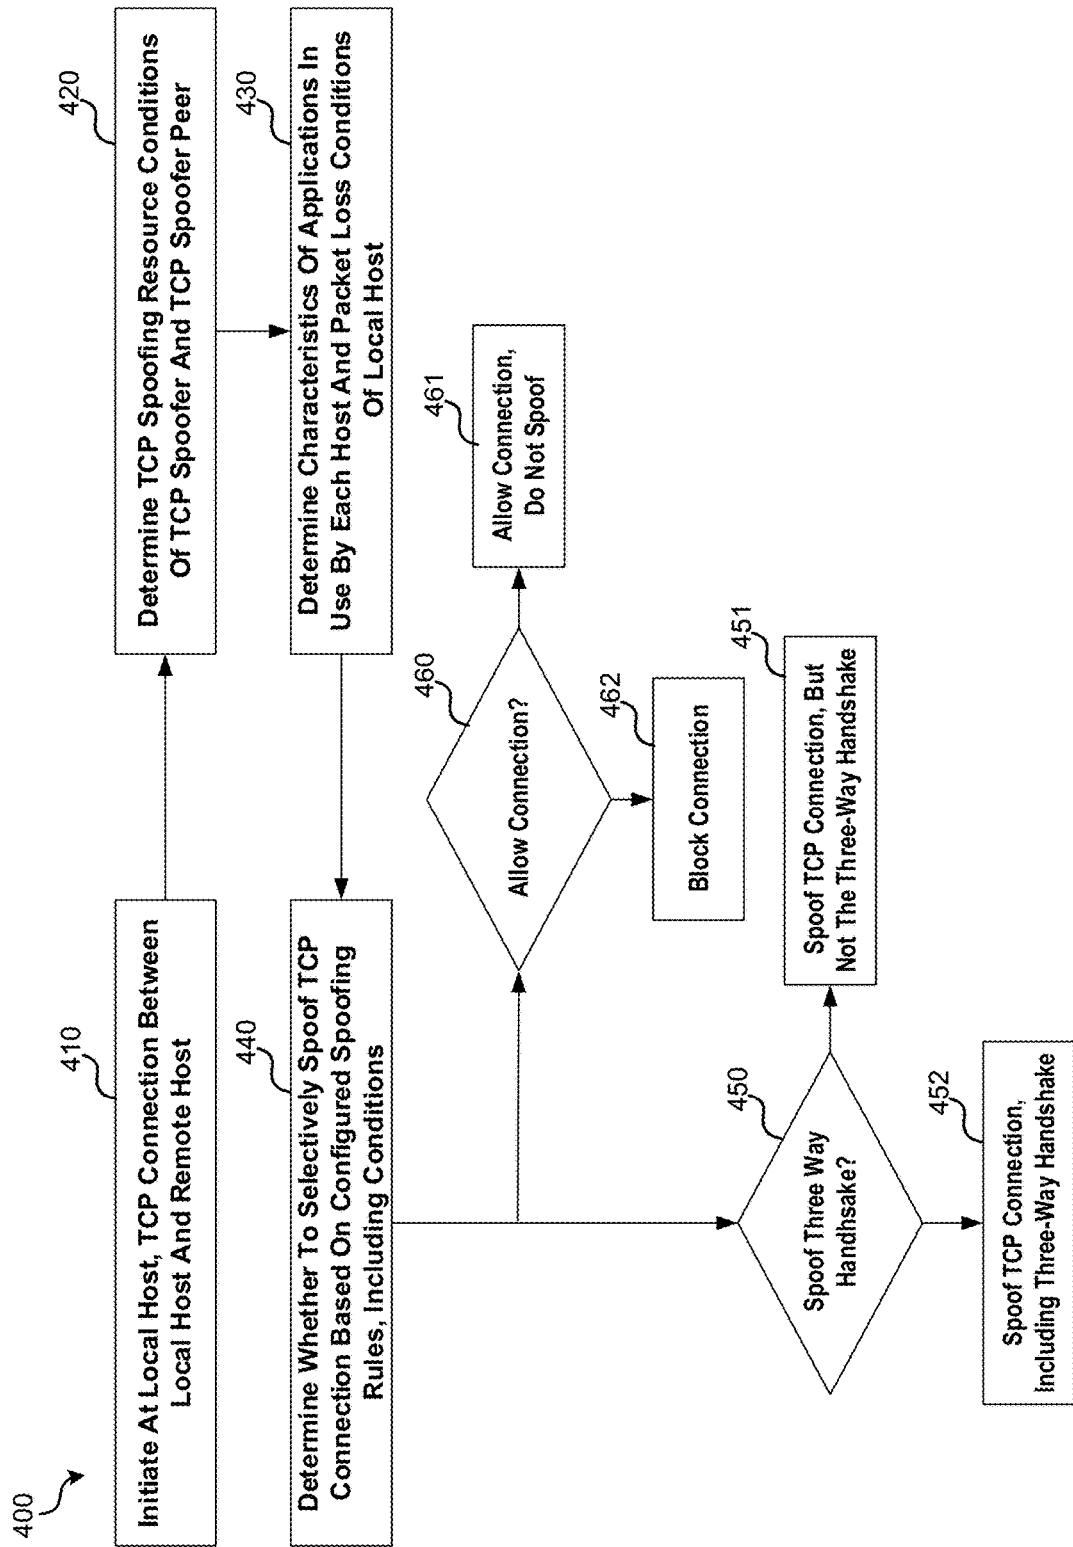 400
410
Initiate At Local Host, TCP Connection Between
Local Host And Remote Host
420
Determine TCP Spoofing Resource Conditions
Of TCP Spoofer And TCP Spoofer Peer
430
Determine Characteristics Of Applications In
Use By Each Host And Packet Loss Conditions
Of Local Host
440
Determine Whether To Selectively Spoof TCP
Connection Based On Configured Spoofing
Rules, Including Conditions
460
Allow Connection?
461
Allow Connection,
Do Not Spoof
462
Block Connection
450
Spoof Three Way
Handhsake?
451
Spoof TCP Connection, But
Not The Three-Way Handshake
452
Spoof TCP Connection,
Including Three-Way Handshake